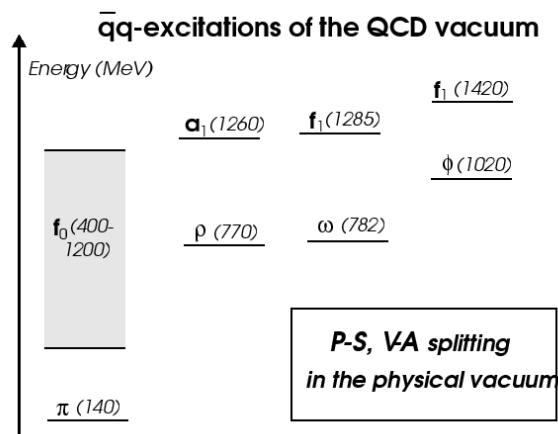 q̄q-excitations of the QCD vacuum
Energy (MeV)
f₁ (1420)
a₁ (1260)
f₁ (1285)
ϕ (1020)
f₀ (400-
1200)
ρ (770)
ω (782)
P-S, V-A splitting
in the physical vacuum
π (140)